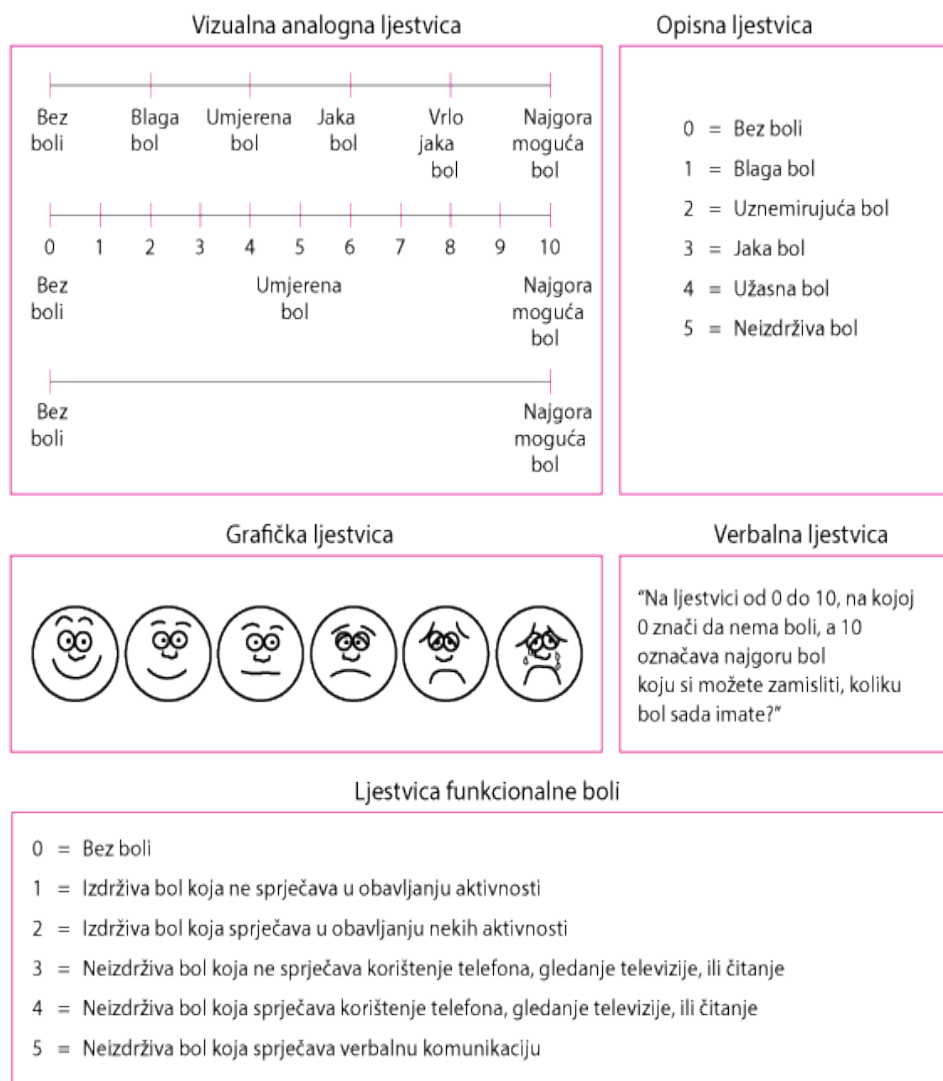 Vizualna analogna ljestvica
Bez boli
Blaga bol
Umjerena bol
Jaka bol
Vrlo jaka bol
Najgora moguća bol
0 1 2 3 4 5 6 7 8 9 10
Bez boli
Umjerena bol
Najgora moguća bol
Bez boli
Najgora moguća bol
Opisna ljestvica
0 = Bez boli
1 = Blaga bol
2 = Uznemirujuća bol
3 = Jaka bol
4 = Užasna bol
5 = Neizdrživa bol
Grafička ljestvica
Verbalna ljestvica
“Na ljestvici od 0 do 10, na kojoj
0 znači da nema boli, a 10
označava najgoru bol
koju si možete zamisliti, koliku
bol sada imate?”
Ljestvica funkcionalne boli
0 = Bez boli
1 = Izdrživa bol koja ne sprječava u obavljanju aktivnosti
2 = Izdrživa bol koja sprječava u obavljanju nekih aktivnosti
3 = Neizdrživa bol koja ne sprječava korištenje telefona, gledanje televizije, ili čitanje
4 = Neizdrživa bol koja sprječava korištenje telefona, gledanje televizije, ili čitanje
5 = Neizdrživa bol koja sprječava verbalnu komunikaciju